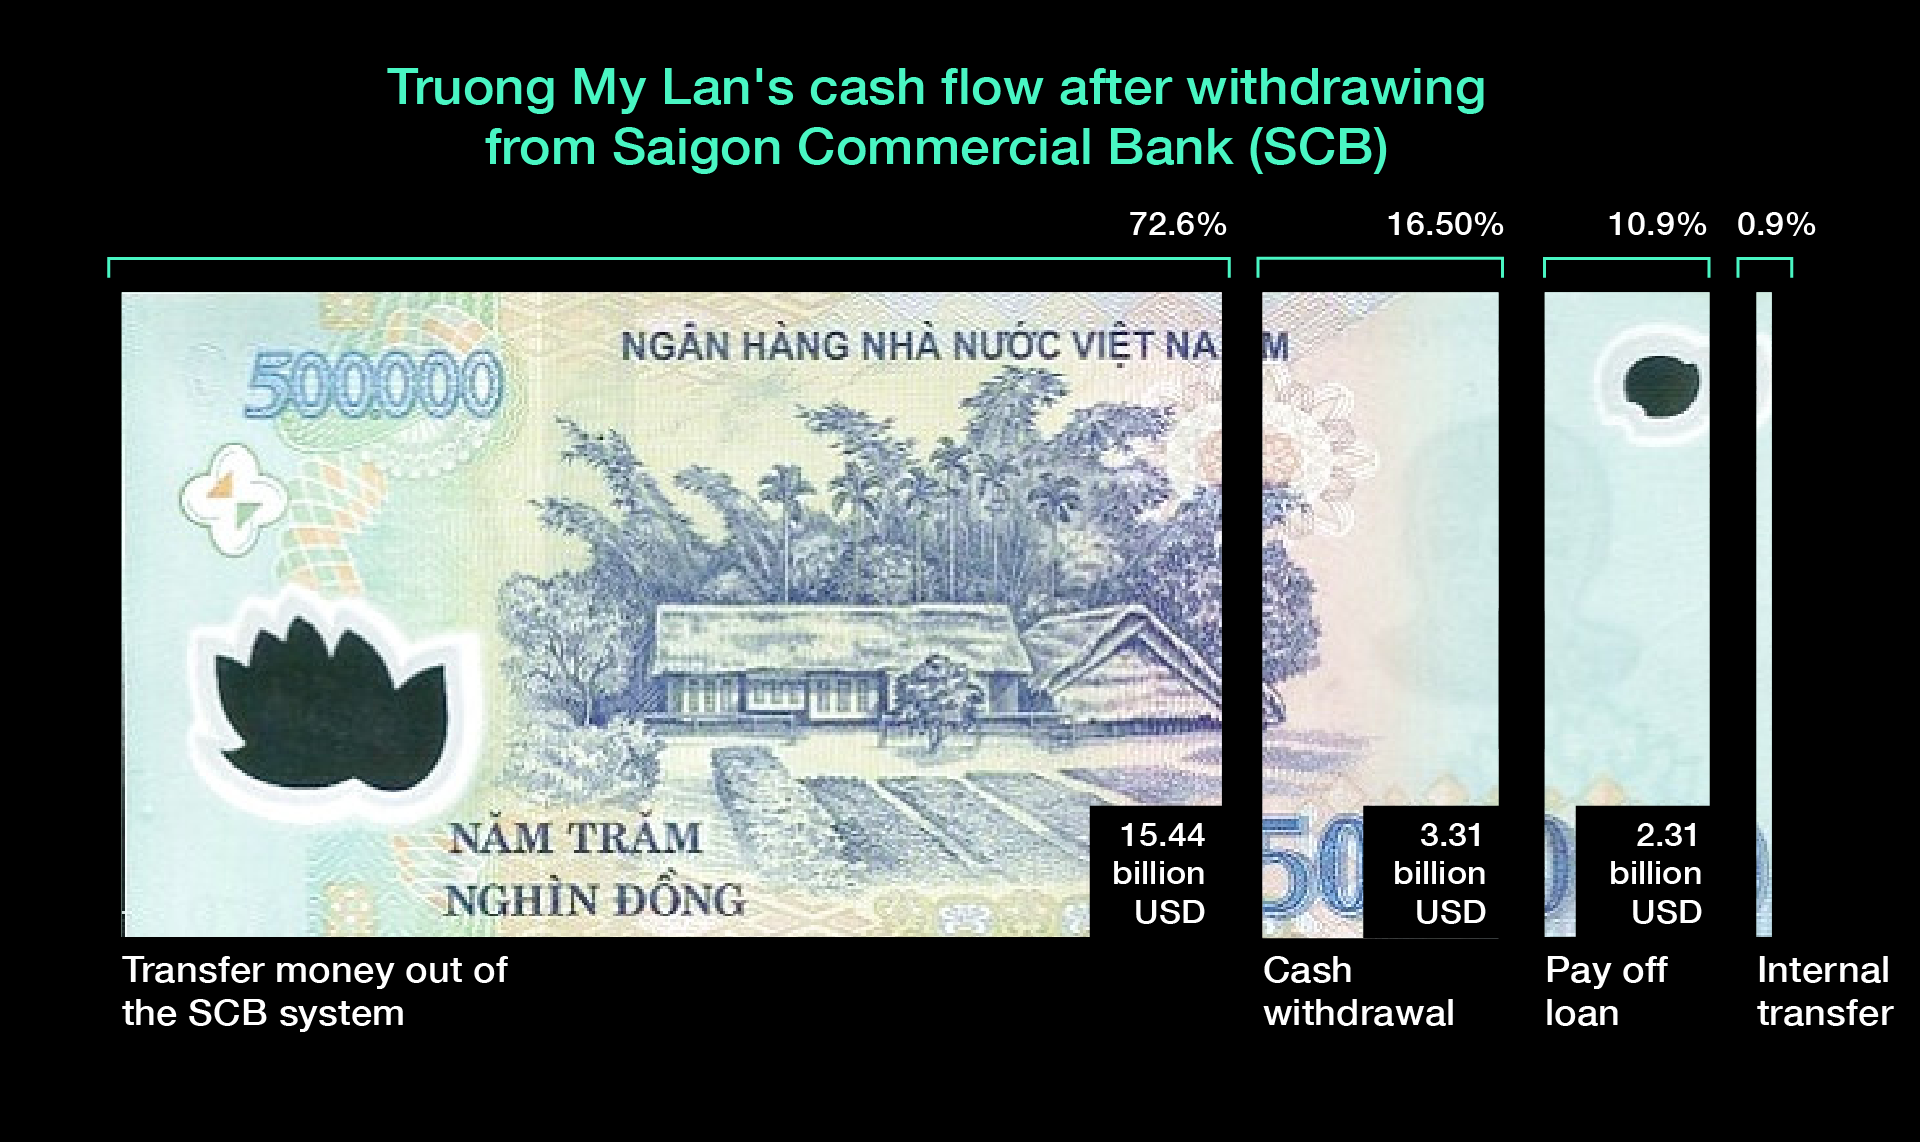 Truong My Lan's cash flow after withdrawing
from Saigon Commercial Bank (SCB)
72.6%
16.50%
10.9%
0.9%
500000
NGÂN HÀNG NHÀ NƯỚC VIỆT NAM
NĂM TRĂM
NGHÌN ĐỒNG
15.44
billion
USD
50
3.31
billion
USD
2.31
billion
USD
Transfer money out of
the SCB system
Cash
withdrawal
Pay off
loan
Internal
transfer